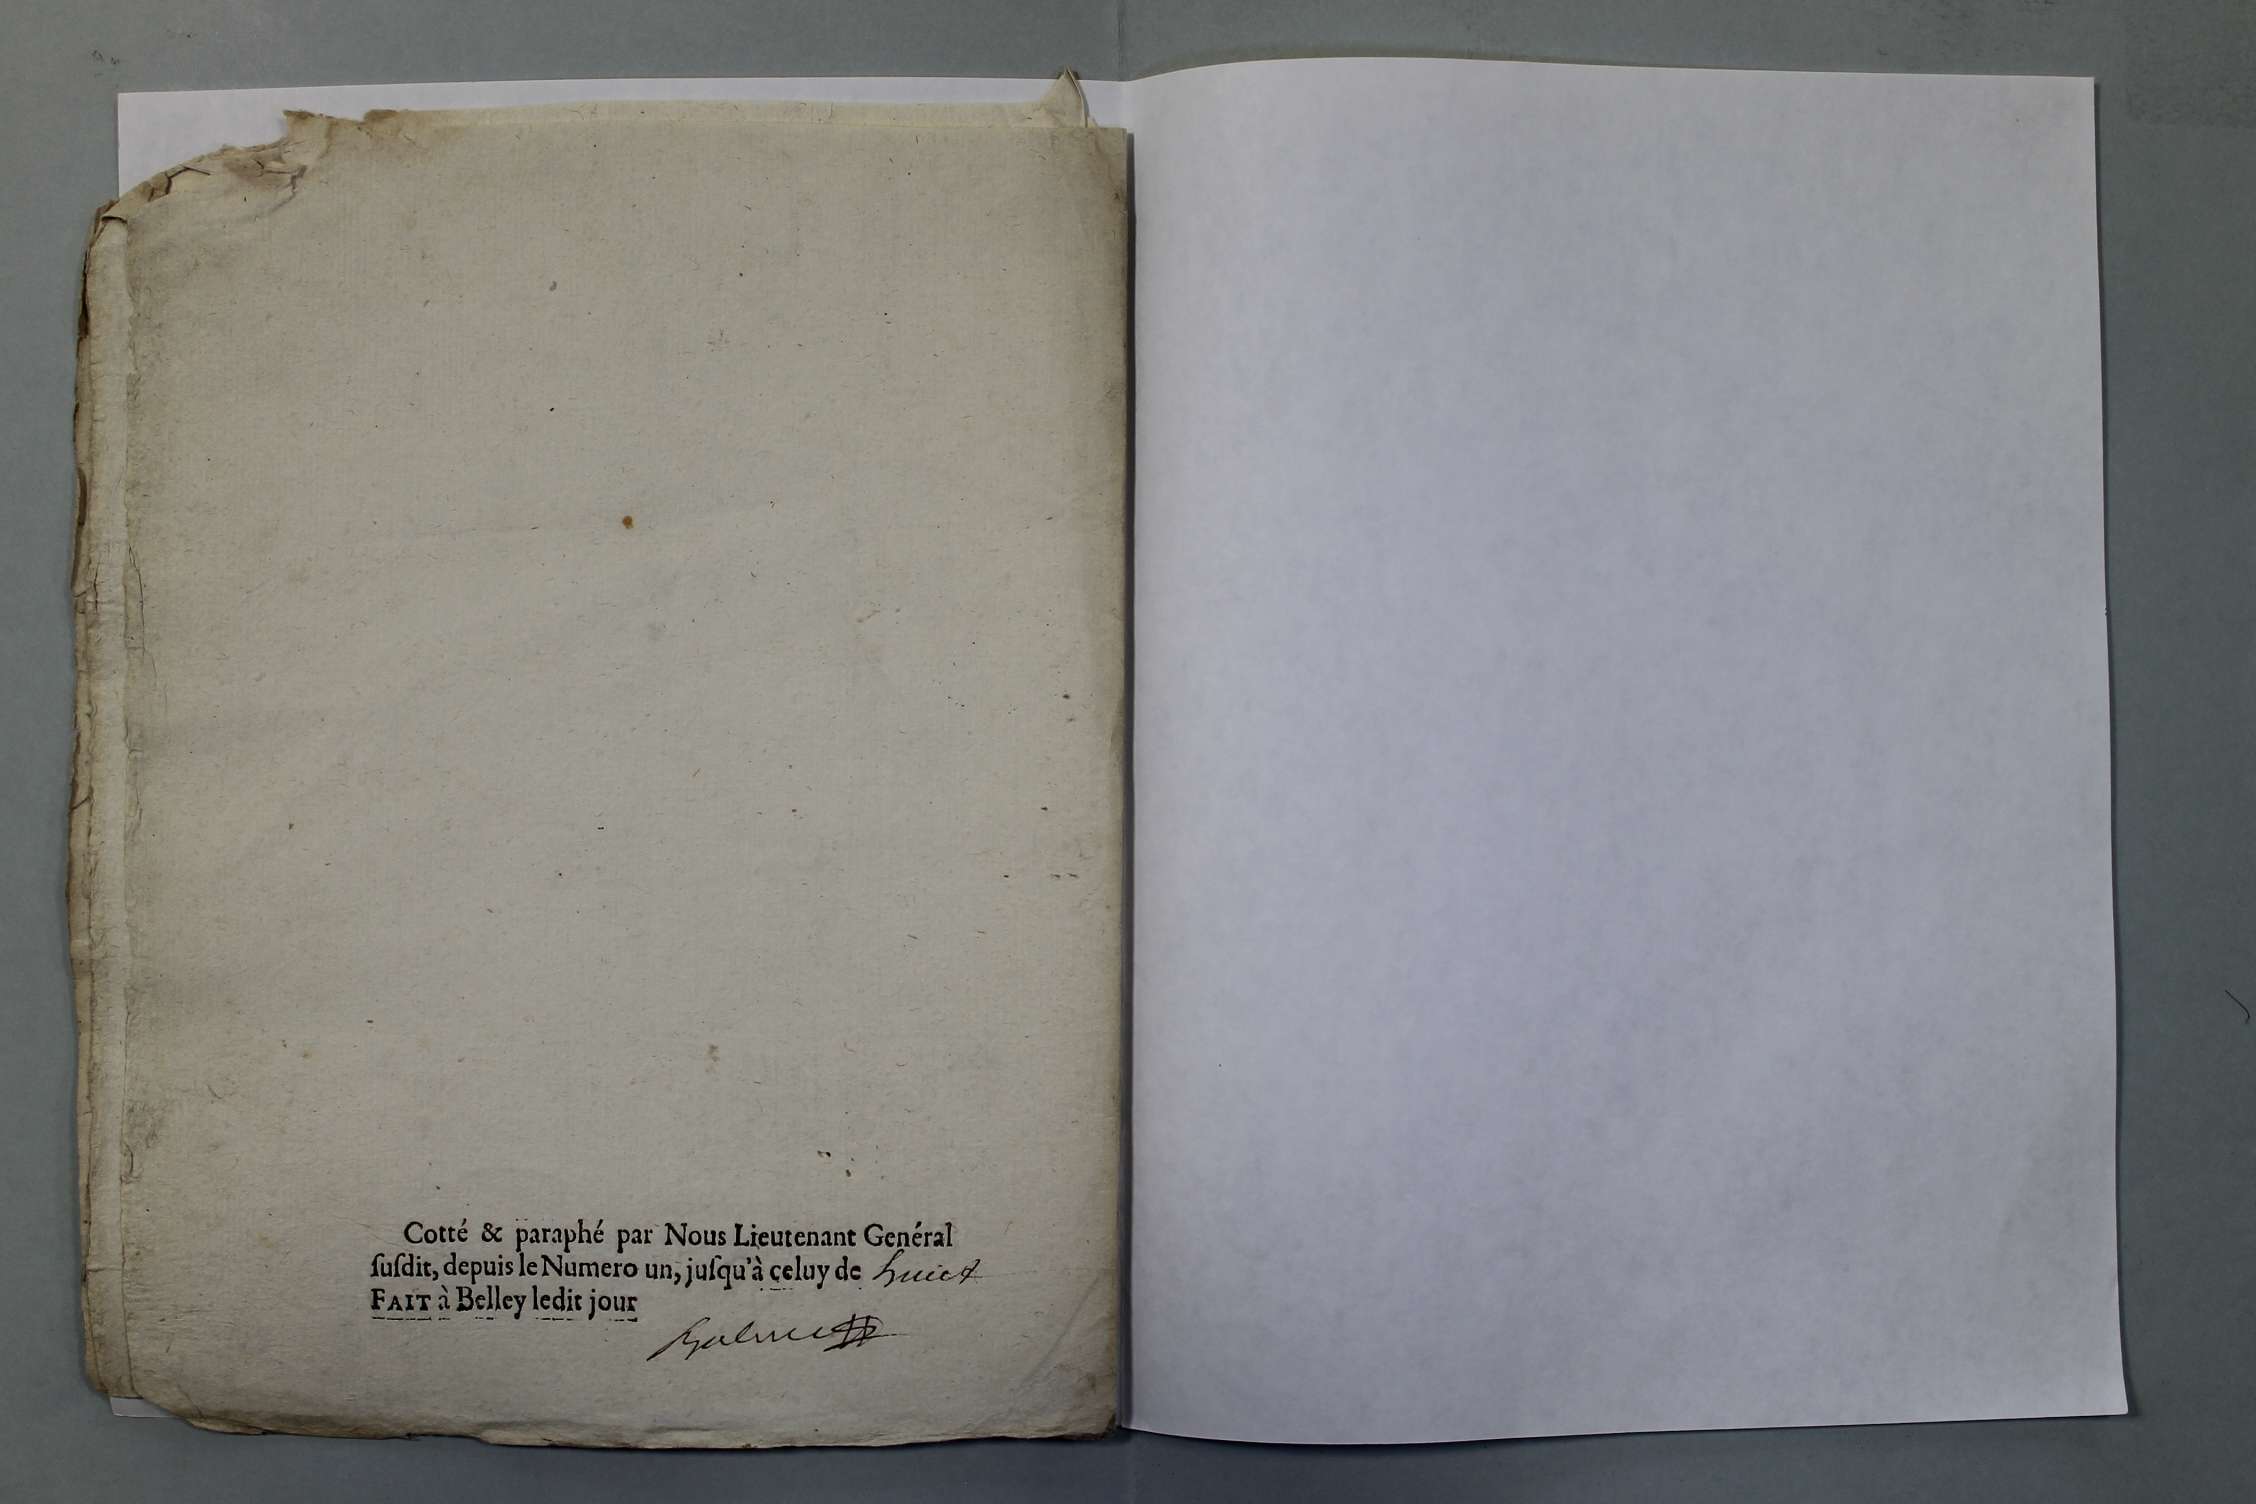 Cotté & paraphé par Nous Lieutenant Genéral
ſuſdit, depuis le Numero un, juſqu'à celuy de huict
FAIT à Belley ledit jour